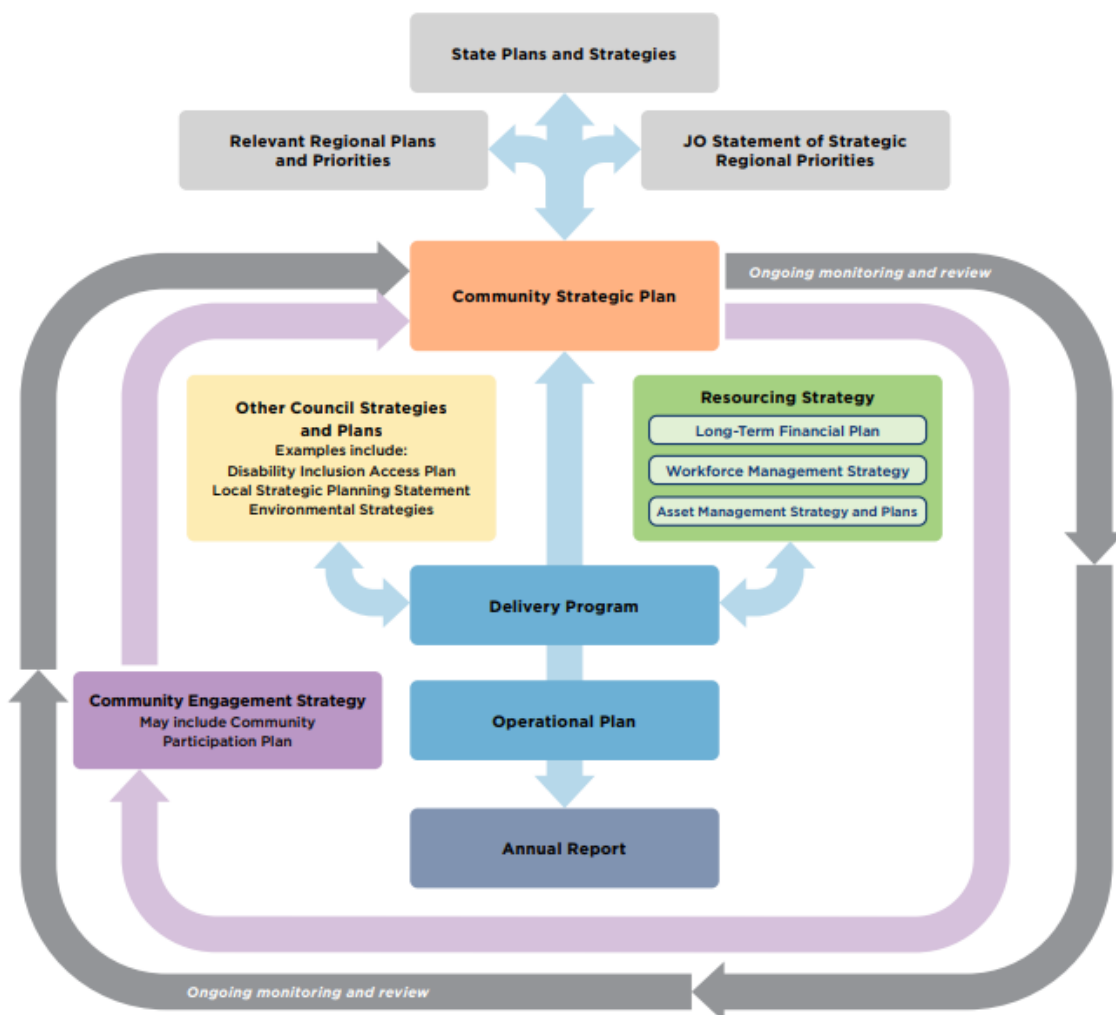 State Plans and Strategies
Relevant Regional Plans
and Priorities
JO Statement of Strategic
Regional Priorities
Community Strategic Plan
Ongoing monitoring and review
Other Council Strategies
and Plans
Examples include:
Disability Inclusion Access Plan
Local Strategic Planning Statement
Environmental Strategies
Resourcing Strategy
Long-Term Financial Plan
Workforce Management Strategy
Asset Management Strategy and Plans
Delivery Program
Community Engagement Strategy
May include Community
Participation Plan
Operational Plan
Annual Report
Ongoing monitoring and review